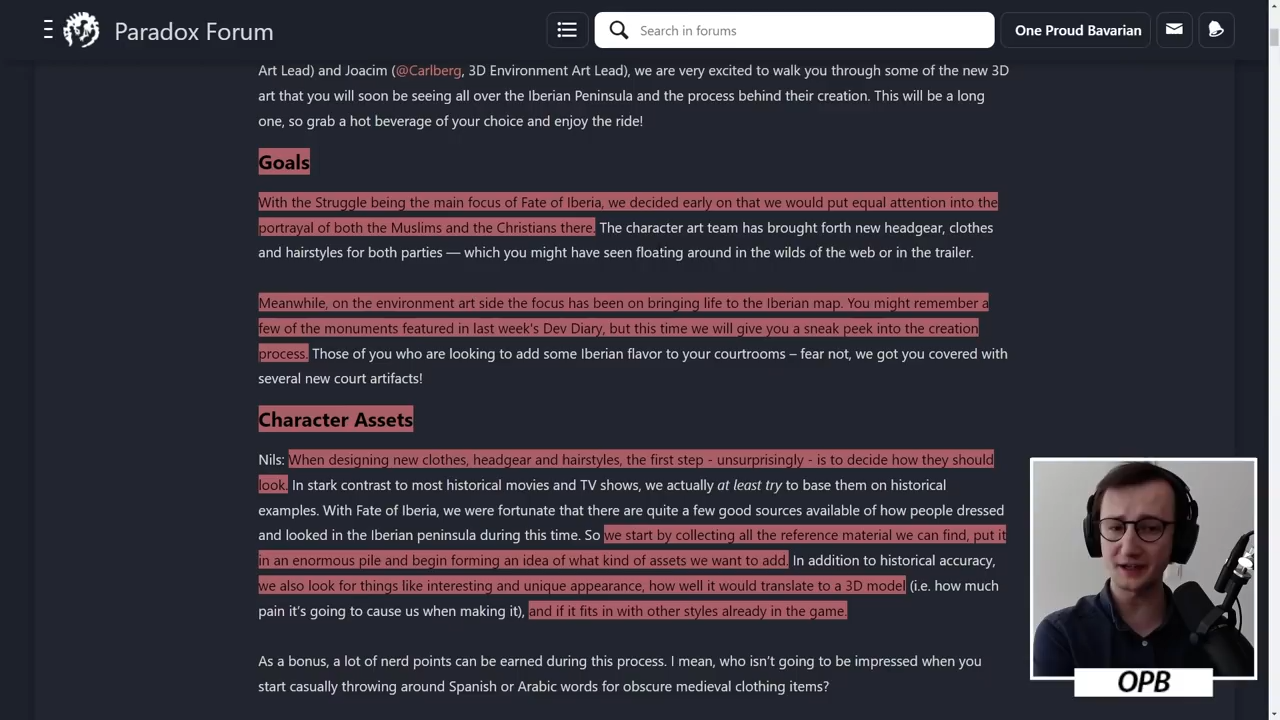 Paradox Forum
Search in forums
One Proud Bavarian
Art Lead) and Joacim (@Carlberg, 3D Environment Art Lead), we are very excited to walk you through some of the new 3D
art that you will soon be seeing all over the Iberian Peninsula and the process behind their creation. This will be a long
one, so grab a hot beverage of your choice and enjoy the ride!
Goals
With the Struggle being the main focus of Fate of Iberia, we decided early on that we would put equal attention into the
portrayal of both the Muslims and the Christians there. The character art team has brought forth new headgear, clothes
and hairstyles for both parties — which you might have seen floating around in the wilds of the web or in the trailer.
Meanwhile, on the environment art side the focus has been on bringing life to the Iberian map. You might remember a
few of the monuments featured in last week's Dev Diary, but this time we will give you a sneak peek into the creation
process. Those of you who are looking to add some Iberian flavor to your courtrooms – fear not, we got you covered with
several new court artifacts!
Character Assets
Nils: When designing new clothes, headgear and hairstyles, the first step - unsurprisingly - is to decide how they should
look. In stark contrast to most historical movies and TV shows, we actually at least try to base them on historical
examples. With Fate of Iberia, we were fortunate that there are quite a few good sources available of how people dressed
and looked in the Iberian peninsula during this time. So we start by collecting all the reference material we can find, put it
in an enormous pile and begin forming an idea of what kind of assets we want to add. In addition to historical accuracy,
we also look for things like interesting and unique appearance, how well it would translate to a 3D model (i.e. how much
pain it's going to cause us when making it), and if it fits in with other styles already in the game.
As a bonus, a lot of nerd points can be earned during this process. I mean, who isn't going to be impressed when you
start casually throwing around Spanish or Arabic words for obscure medieval clothing items?
OPB